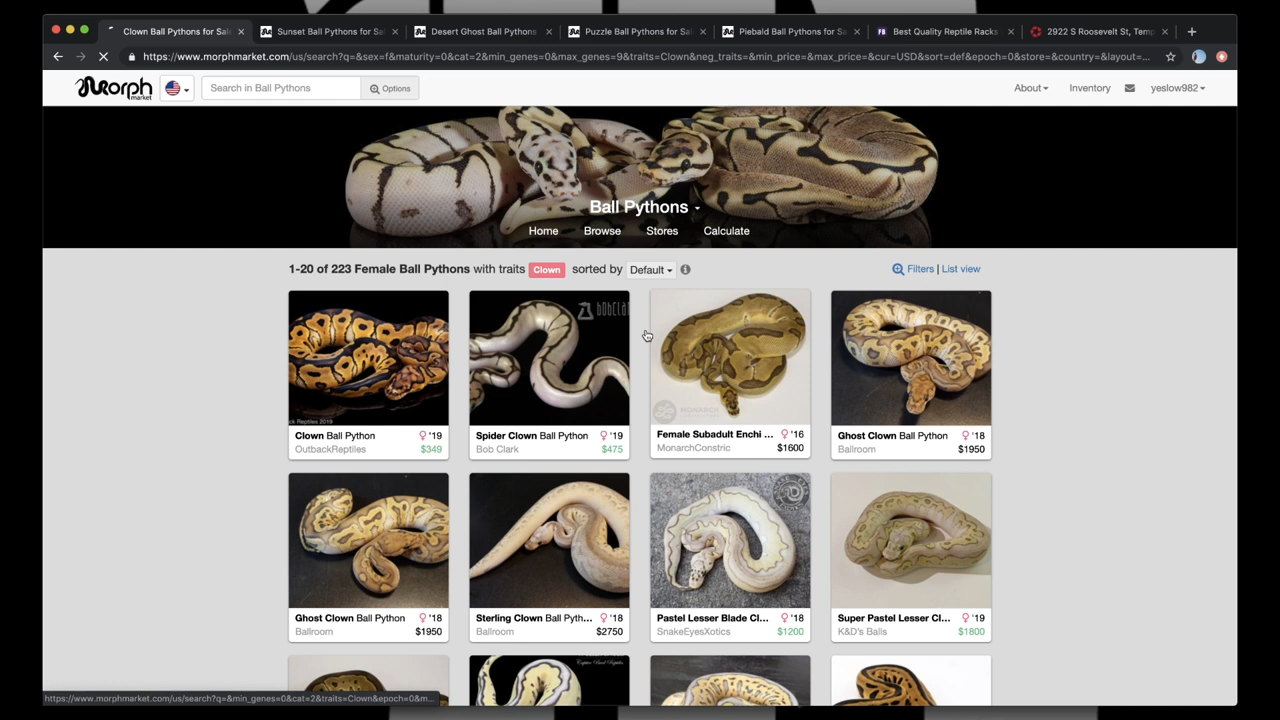 Clown Ball Pythons for Sale
Sunset Ball Pythons for Sal
Desert Ghost Ball Pythons
Puzzle Ball Pythons for Sal
Piebald Ball Pythons for Sa
Best Quality Reptile Racks
2922 S Roosevelt St, Temp
https://www.morphmarket.com/us/search?q=&sex=f&maturity=0&cat=2&min_genes=0&max_genes=9&traits=Clown&neg_traits=&min_price=&max_price=&cur=USD&sort=def&epoch=0&store=&country=&layout=...
Morph market
Search in Ball Pythons
Options
About
Inventory
yeslow982
Ball Pythons
Home Browse Stores Calculate
1-20 of 223 Female Ball Pythons with traits Clown sorted by Default
Filters | List view
bobclar
k Reptiles 2019
MONARCH
Clown Ball Python ♀ '19
OutbackReptiles $349
Spider Clown Ball Python ♀ '19
Bob Clark $475
Female Subadult Enchi ... ♀ '16
MonarchConstric $1600
Ghost Clown Ball Python ♀ '18
Ballroom $1950
Ghost Clown Ball Python ♀ '18
Ballroom $1950
Sterling Clown Ball Pyth... ♀ '18
Ballroom $2750
Pastel Lesser Blade Cl... ♀ '18
SnakeEyesXotics $1200
Super Pastel Lesser Cl... ♀ '19
K&D's Balls $1800
https://www.morphmarket.com/us/search?q=&min_genes=0&cat=2&traits=Clown&epoch=0&m...